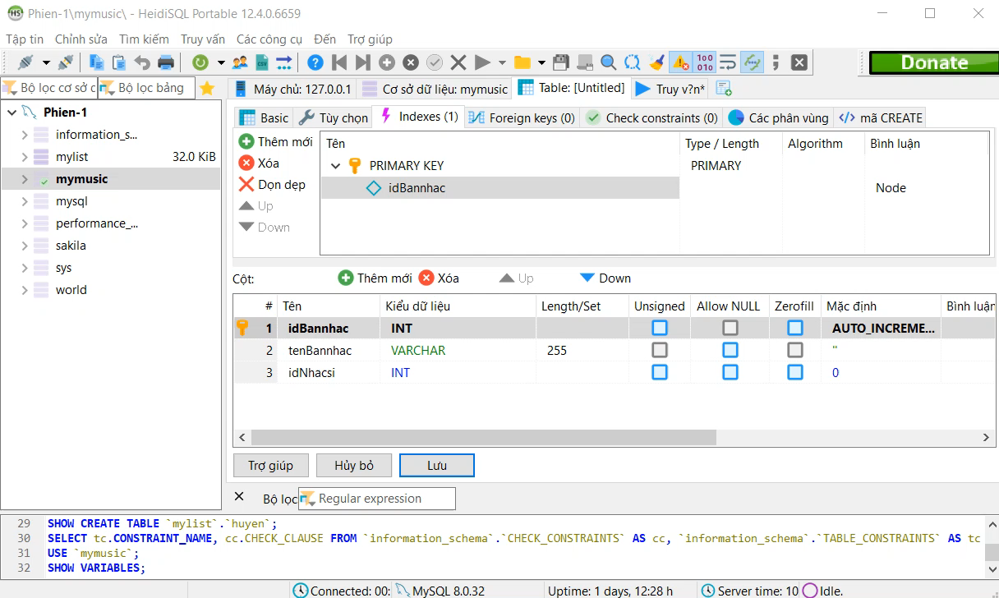 Phien-1\mymusic\ - HeidiSQL Portable 12.4.0.6659
Tập tin Chỉnh sửa Tìm kiếm Truy vấn Các công cụ Đến Trợ giúp
Donate
Bộ lọc cơ sở d Bộ lọc bảng
Máy chủ: 127.0.0.1 Cơ sở dữ liệu: mymusic Table: [Untitled] Truy v?n*
Phien-1
information_s...
mylist 32.0 KiB
mymusic
mysql
performance_...
sakila
sys
world
Basic Tùy chọn Indexes (1) Foreign keys (0) Check constraints (0) Các phân vùng mã CREATE
Thêm mới
Xóa
Dọn dẹp
Up
Down
Tên Type / Length Algorithm Bình luận
PRIMARY KEY PRIMARY
idBannhac Node
Cột: Thêm mới Xóa Up Down
# Tên Kiểu dữ liệu Length/Set Unsigned Allow NULL Zerofill Mặc định Bình luận
1 idBannhac INT AUTO_INCREME...
2 tenBannhac VARCHAR 255 ''
3 idNhacsi INT 0
Trợ giúp Hủy bỏ Lưu
Bộ lọc Regular expression
29 SHOW CREATE TABLE `mylist`.`huyen`;
30 SELECT tc.CONSTRAINT_NAME, cc.CHECK_CLAUSE FROM `information_schema`.`CHECK_CONSTRAINTS` AS cc, `information_schema`.`TABLE_CONSTRAINTS` AS tc
31 USE `mymusic`;
32 SHOW VARIABLES;
Connected: 00: MySQL 8.0.32 Uptime: 1 days, 12:28 h Server time: 10 Idle.